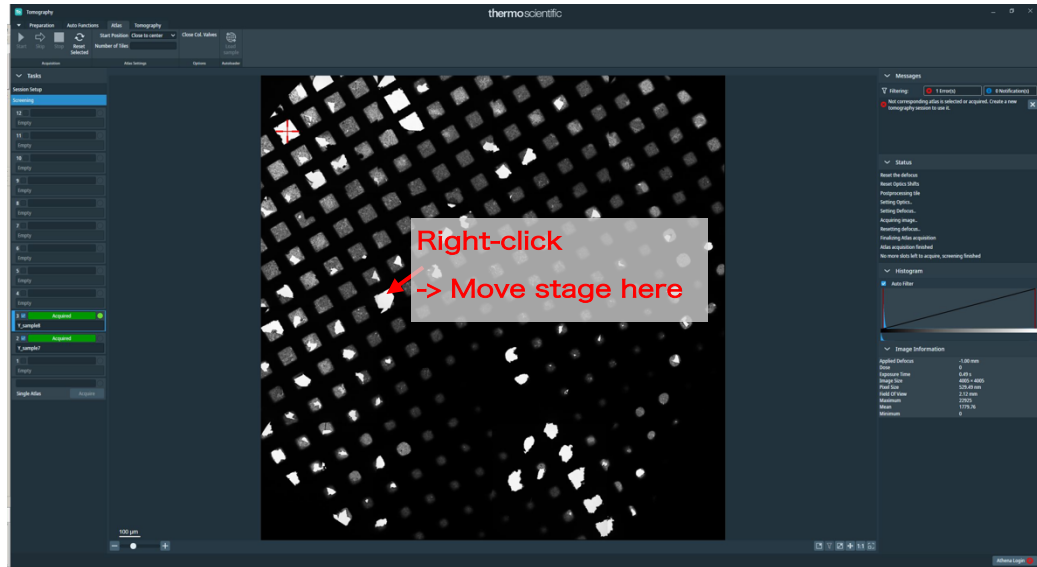 Tomography
thermo scientific
Preparation Auto Functions Atlas Tomography
Start Skip Stop Reset Selected
Start Position Close to center
Number of Tiles
Close Col. Valves
Load Sample
Acquisition Atlas Settings Options Autoloader
Tasks
Session Setup
Screening
12
Empty
11
Empty
10
Empty
9
Empty
8
Empty
7
Empty
6
Empty
5
Empty
4
Empty
3 Acquired
Y_sample8
2 Acquired
Y_sample7
1
Empty
Single Atlas Acquire
Right-click
-> Move stage here
100 µm
1:1
Messages
Filtering: 1 Error(s) 0 Notification(s)
Not corresponding atlas is selected or acquired. Create a new
tomography session to use it.
Status
Reset the defocus
Reset Optics Shifts
Postprocessing tile
Setting Optics..
Setting Defocus..
Acquiring image..
Resetting defocus..
Finalizing Atlas acquisition
Atlas acquisition finished
No more slots left to acquire, screening finished
Histogram
Auto Filter
Image Information
Applied Defocus -1.00 mm
Dose 0
Exposure Time 0.49 s
Image Size 4005 × 4005
Pixel Size 529.49 nm
Field Of View 2.12 mm
Maximum 22925
Mean 1779.76
Minimum 0
Athena Login